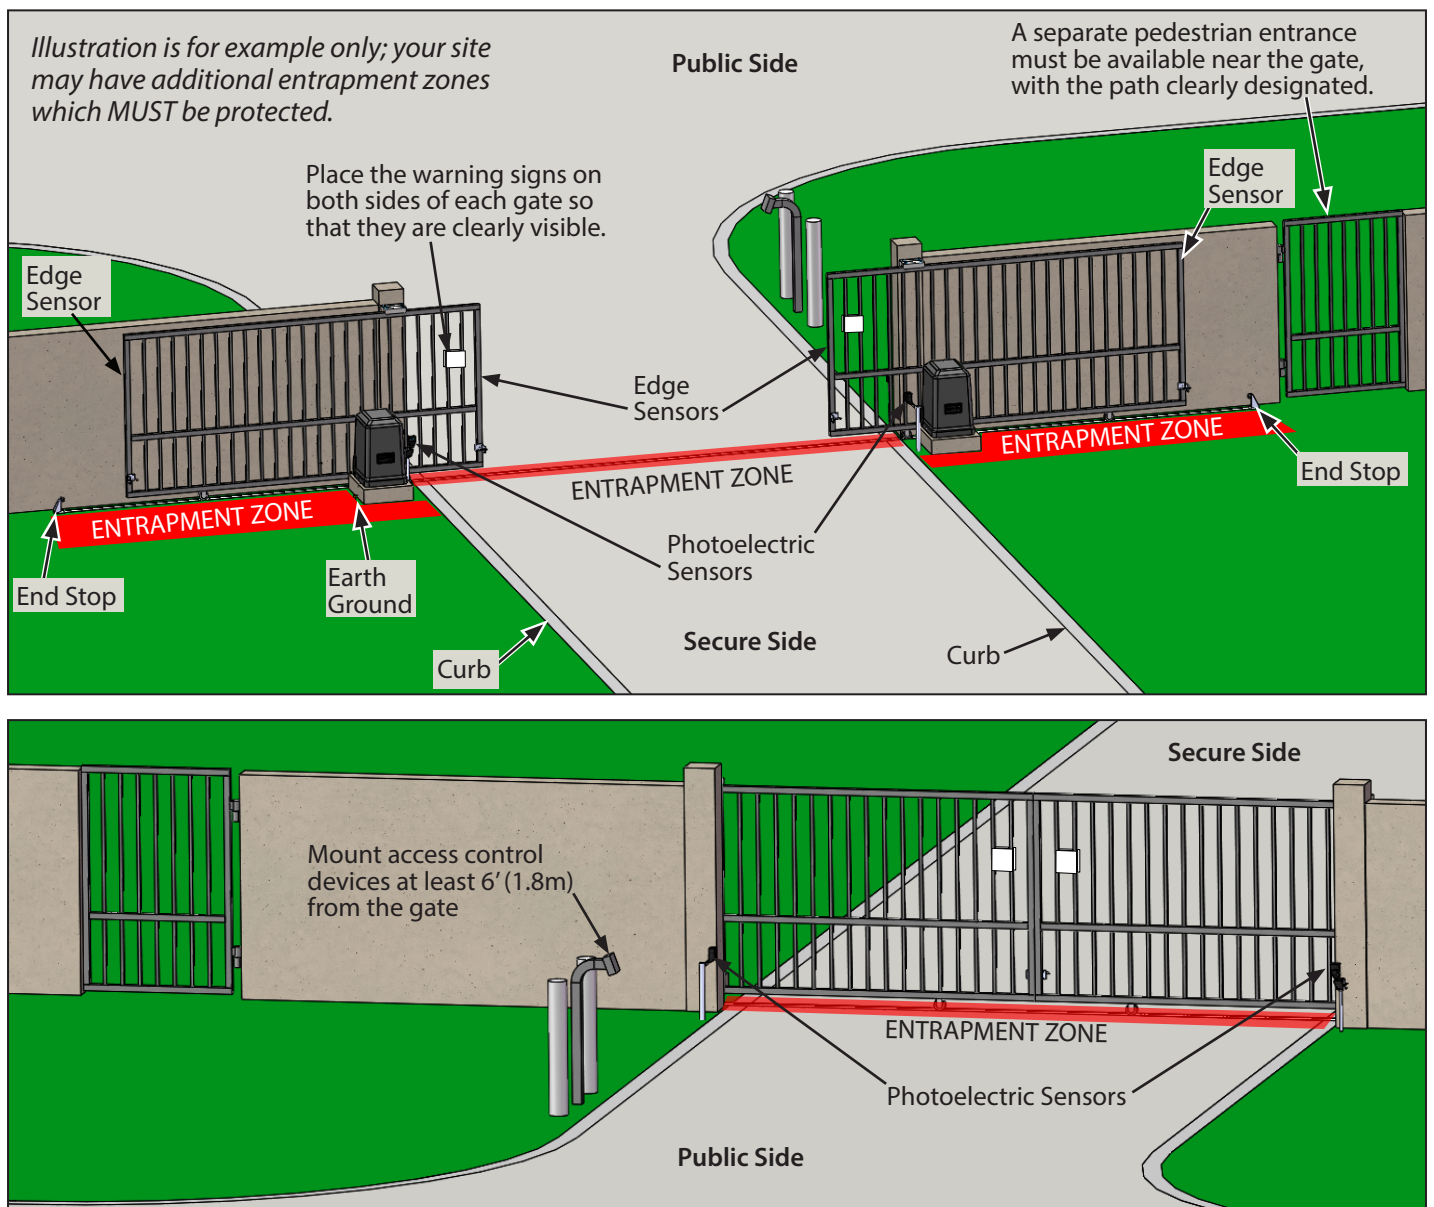 Illustration is for example only; your site
may have additional entrapment zones
which MUST be protected.
Public Side
A separate pedestrian entrance
must be available near the gate,
with the path clearly designated.
Place the warning signs on
both sides of each gate so
that they are clearly visible.
Edge
Sensor
Edge
Sensor
Edge
Sensors
ENTRAPMENT ZONE
ENTRAPMENT ZONE
ENTRAPMENT ZONE
End Stop
Photoelectric
Sensors
End Stop
Earth
Ground
Secure Side
Curb
Curb
Secure Side
Mount access control
devices at least 6’ (1.8m)
from the gate
ENTRAPMENT ZONE
Photoelectric Sensors
Public Side